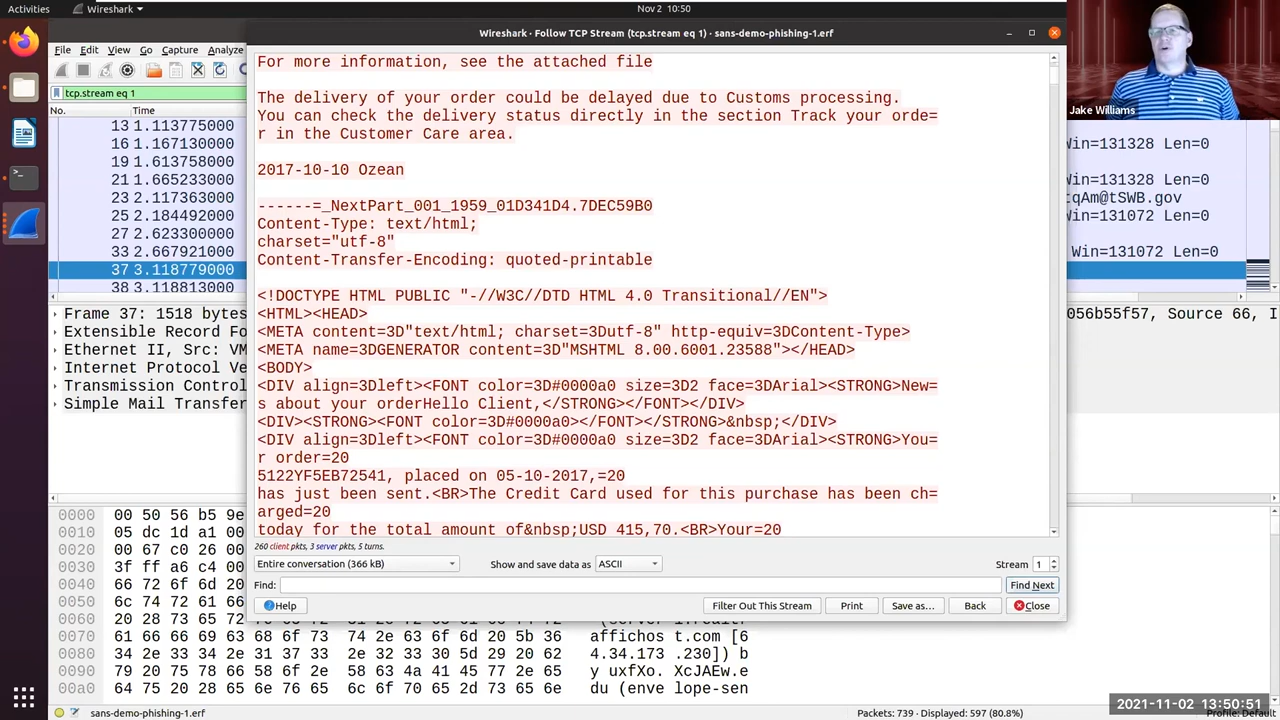 Activities
Wireshark
Nov 2 10:50
Wireshark · Follow TCP Stream (tcp.stream eq 1) · sans-demo-phishing-1.erf
File Edit View Go Capture Analyze
tcp.stream eq 1
No. Time
13 1.113775000
16 1.167130000
19 1.613758000
21 1.665233000
23 2.117363000
25 2.184492000
27 2.623300000
33 2.667921000
37 3.118779000
38 3.118813000
For more information, see the attached file
The delivery of your order could be delayed due to Customs processing.
You can check delivery status directly in the section Track your orde=
r in the Customer Care area.
2017-10-10 Ozean
------=_NextPart_001_1959_01D341D4.7DEC59B0
Content-Type: text/html;
charset="utf-8"
Content-Transfer-Encoding: quoted-printable
<!DOCTYPE HTML PUBLIC "-//W3C//DTD HTML 4.0 Transitional//EN">
<HTML><HEAD>
<META content=3D"text/html; charset=3Dutf-8" http-equiv=3DContent-Type>
<META name=3DGENERATOR content=3D"MSHTML 8.00.6001.23588"></HEAD>
<BODY>
<DIV align=3Dleft><FONT color=3D#0000a0 size=3D2 face=3DArial><STRONG>New=
s about your orderHello Client,</STRONG></FONT></DIV>
<DIV><STRONG><FONT color=3D#0000a0></FONT></STRONG>&nbsp;</DIV>
<DIV align=3Dleft><FONT color=3D#0000a0 size=3D2 face=3DArial><STRONG>You=
r order=20
5122YF5EB72541, placed on 05-10-2017,=20
has just been sent.<BR>The Credit Card used for this purchase has been ch=
arged=20
today for the total amount of&nbsp;USD 415,70.<BR>Your=20
260 client pkts, 3 server pkts, 5 turns.
Entire conversation (366 kB)
Show and save data as ASCII
Stream 1
Find:
Find Next
Help
Filter Out This Stream
Print
Save as…
Back
Close
Jake Williams
Win=131328 Len=0
Win=131328 Len=0
tqAm@tSWB.gov
Win=131072 Len=0
Win=131072 Len=0
056b55f57, Source 66, I
Frame 37: 1518 bytes
Extensible Record Fo
Ethernet II, Src: VM
Internet Protocol Ve
Transmission Control
Simple Mail Transfer
0000 00 50 56 b5 9e
0010 05 dc 1d a1 00
0020 00 67 c0 26 00
0030 3f ff a6 c4 00
0040 66 72 6f 6d 20
0050 6c 74 72 61 66
0060 20 28 73 65 72
0070 61 66 66 69 63 68 6f 73 74 2e 63 6f 6d 20 5b 36 affichos t.com [6
0080 34 2e 33 34 2e 31 37 33 2e 32 33 30 5d 29 20 62 4.34.173 .230]) b
0090 79 20 75 78 66 58 6f 2e 58 63 4a 41 45 77 2e 65 y uxfXo. XcJAEw.e
00a0 64 75 20 28 65 6e 76 65 6c 6f 70 65 2d 73 65 6e du (enve lope-sen
sans-demo-phishing-1.erf
Packets: 739 · Displayed: 597 (80.8%)
Profile: Default
2021-11-02 13:50:51